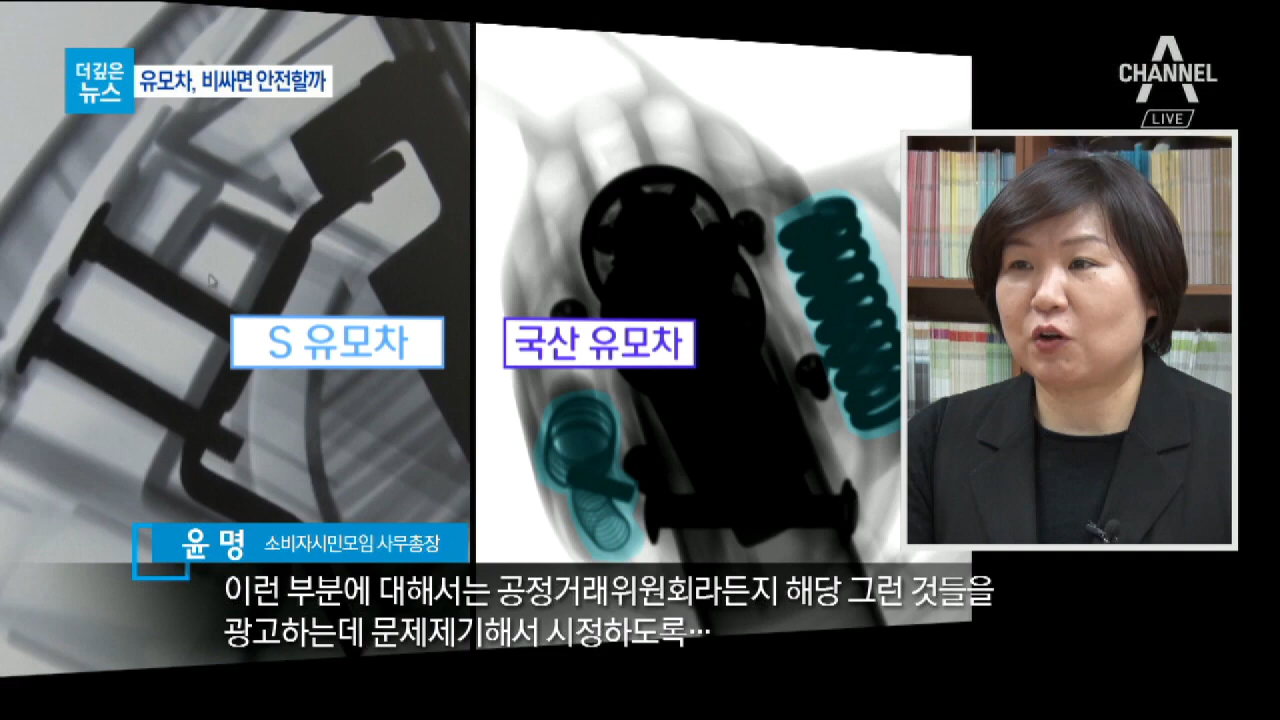 더 깊은
뉴스
유모차, 비싸면 안전할까
CHANNEL A
LIVE
S 유모차
국산 유모차
윤 명 소비자시민모임 사무총장
이런 부분에 대해서는 공정거래위원회라든지 해당 그런 것들을
광고하는데 문제제기해서 시정하도록…